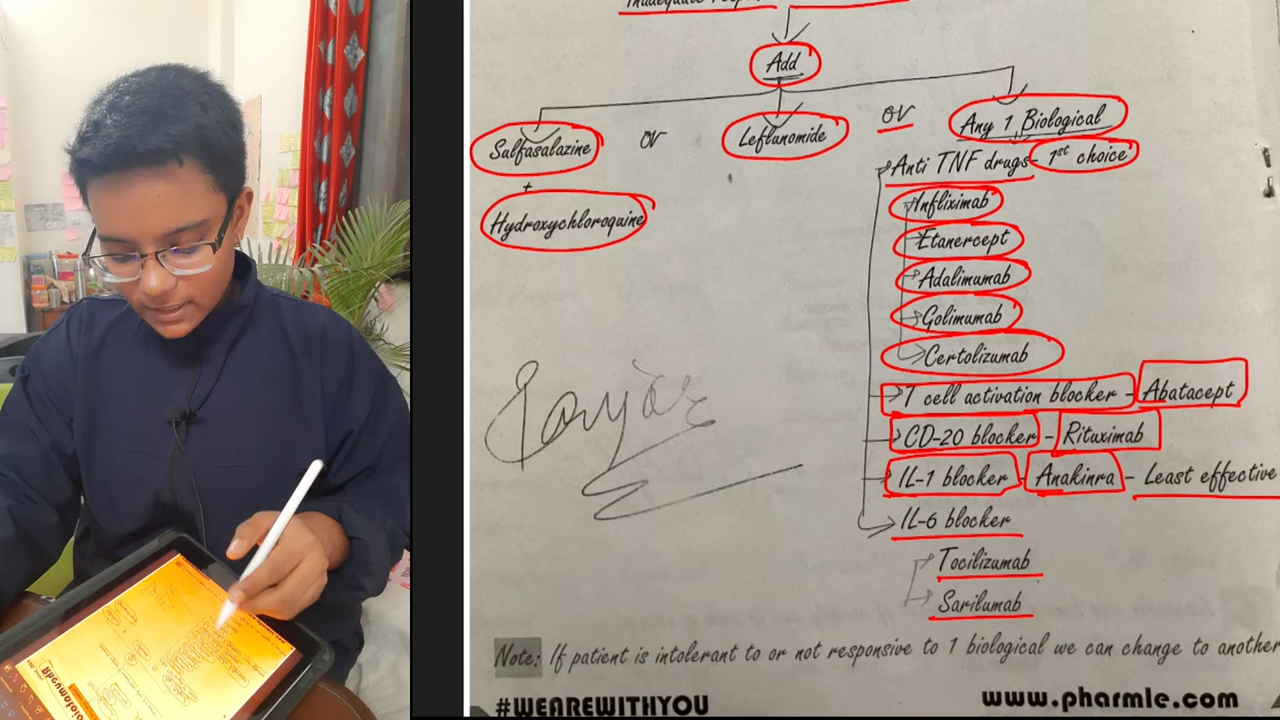 Inadequate
Add
or
Any 1 Biological
Sulfasalazine
or
Leflunomide
Anti TNF drugs - 1st choice
+
Hydroxychloroquine
Infliximab
Etanercept
Adalimumab
Golimumab
Certolizumab
T cell activation blocker - Abatacept
CD-20 blocker - Rituximab
IL-1 blocker - Anakinra - Least effective
IL-6 blocker
Tocilizumab
Sarilumab
Note: If patient is intolerant to or not responsive to 1 biological we can change to another
#WEAREWITHYOU
www.pharmle.com